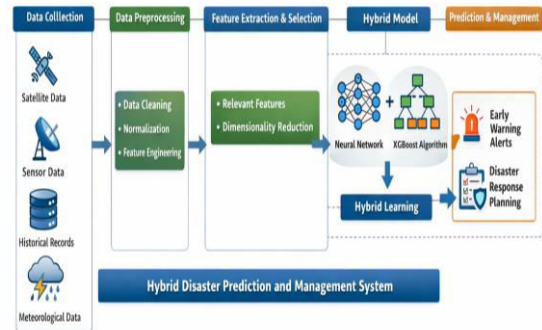 Data Colllection
Data Preprocessing
Feature Extraction & Selection
Hybrid Model
Prediction & Management
Satellite Data
Sensor Data
Historical Records
Meteorological Data
• Data Cleaning
• Normalization
• Feature Engineering
• Relevant Features
• Dimensionality Reduction
+
Neural Network
XGBoost Algorithm
Hybrid Learning
Early
Warning
Alerts
Disaster
Response
Planning
Hybrid Disaster Prediction and Management System